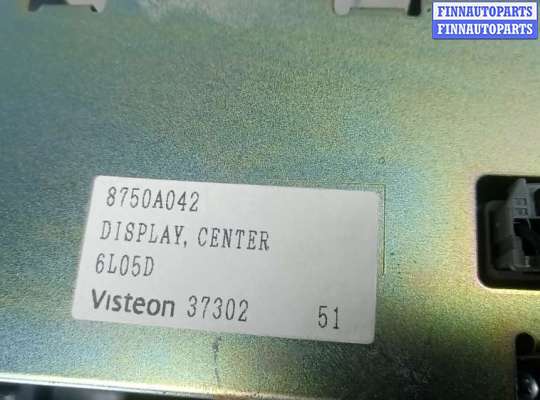 FINNAUTOPARTS
FINNAUTOPARTS
8750A042
DISPLAY, CENTER
6L05D
Visteon 37302 51